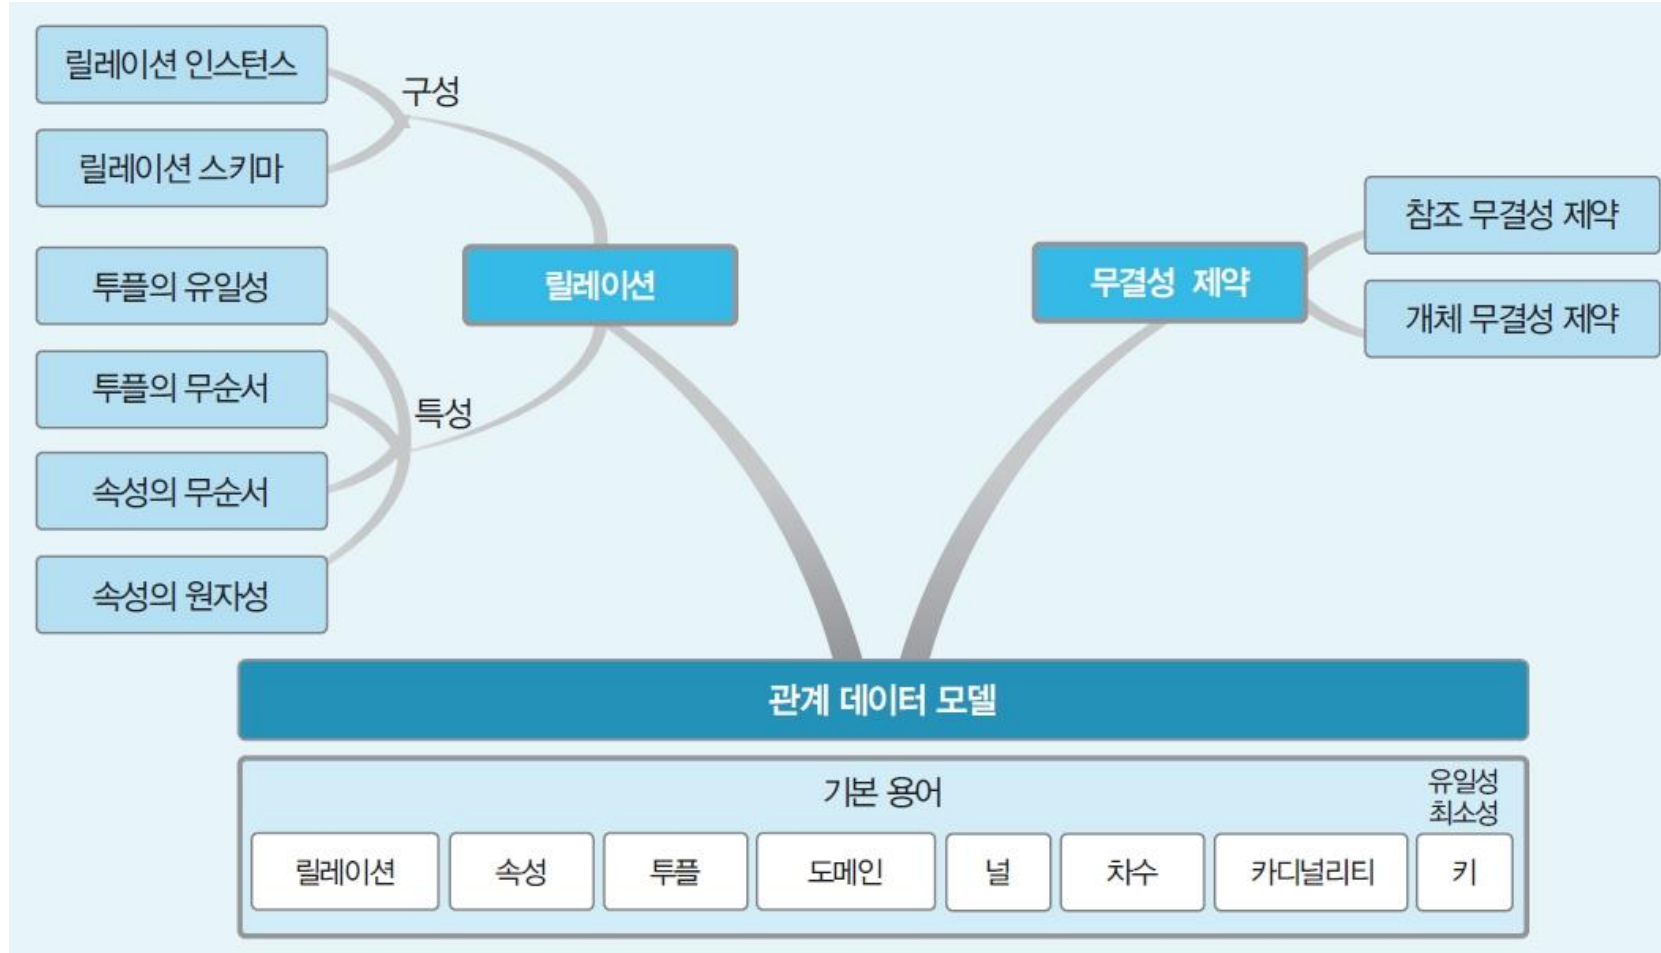 릴레이션 인스턴스
구성
릴레이션 스키마
투플의 유일성
투플의 무순서
특성
속성의 무순서
속성의 원자성
릴레이션
무결성 제약
참조 무결성 제약
개체 무결성 제약
관계 데이터 모델
기본 용어
유일성
최소성
릴레이션
속성
투플
도메인
널
차수
카디널리티
키